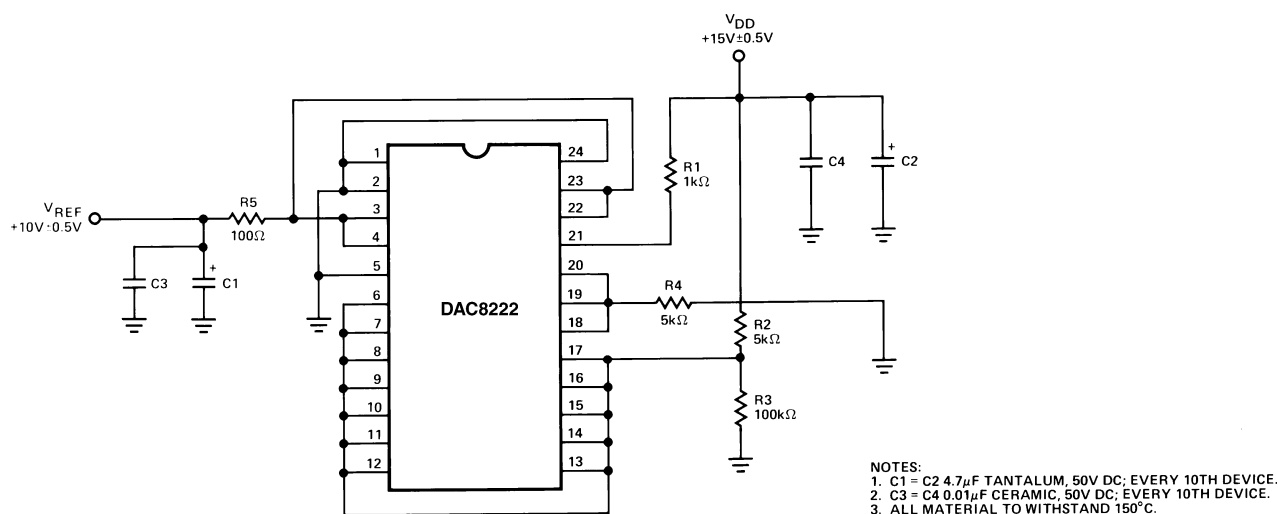 V_DD
+15V±0.5V
V_REF
+10V±0.5V
R5
100Ω
C3
+
C1
1
2
3
4
5
6
7
8
9
10
11
12
DAC8222
24
23
22
21
20
19
18
17
16
15
14
13
R1
1kΩ
C4
+
C2
R4
5kΩ
R2
5kΩ
R3
100kΩ
NOTES:
1. C1 = C2 4.7μF TANTALUM, 50V DC; EVERY 10TH DEVICE.
2. C3 = C4 0.01μF CERAMIC, 50V DC; EVERY 10TH DEVICE.
3. ALL MATERIAL TO WITHSTAND 150°C.